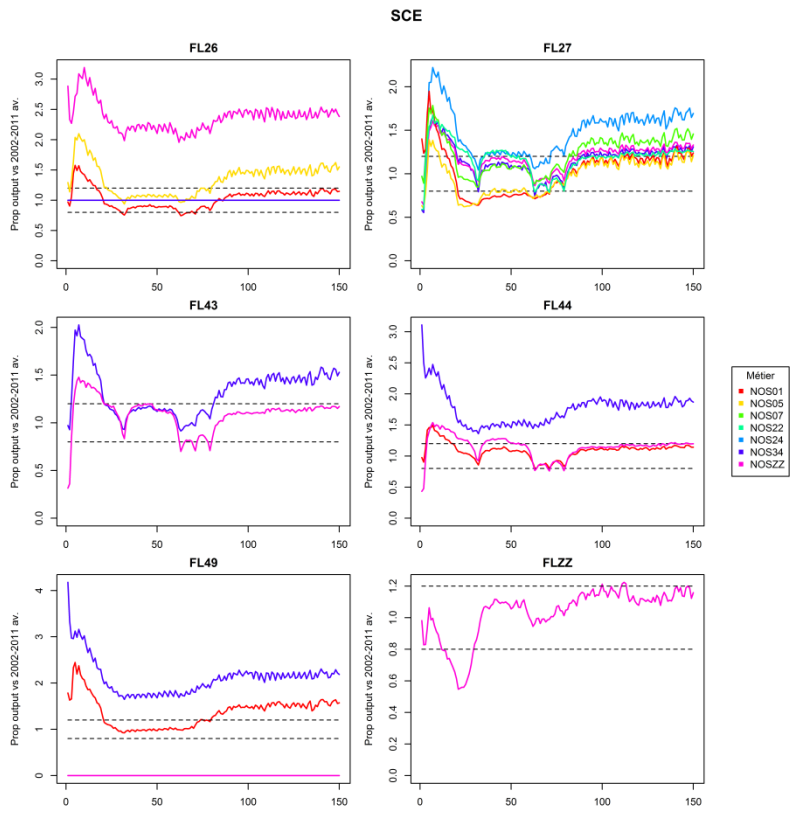 SCE
FL26
Prop output vs 2002-2011 av.
0.0 0.5 1.0 1.5 2.0 2.5 3.0
0 50 100 150
FL27
Prop output vs 2002-2011 av.
0.0 0.5 1.0 1.5 2.0
0 50 100 150
FL43
Prop output vs 2002-2011 av.
0.0 0.5 1.0 1.5 2.0
0 50 100 150
FL44
Prop output vs 2002-2011 av.
0.0 0.5 1.0 1.5 2.0 2.5 3.0
0 50 100 150
Métier
NOS01
NOS05
NOS07
NOS22
NOS24
NOS34
NOSZZ
FL49
Prop output vs 2002-2011 av.
0 1 2 3 4
0 50 100 150
FLZZ
Prop output vs 2002-2011 av.
0.0 0.2 0.4 0.6 0.8 1.0 1.2
0 50 100 150